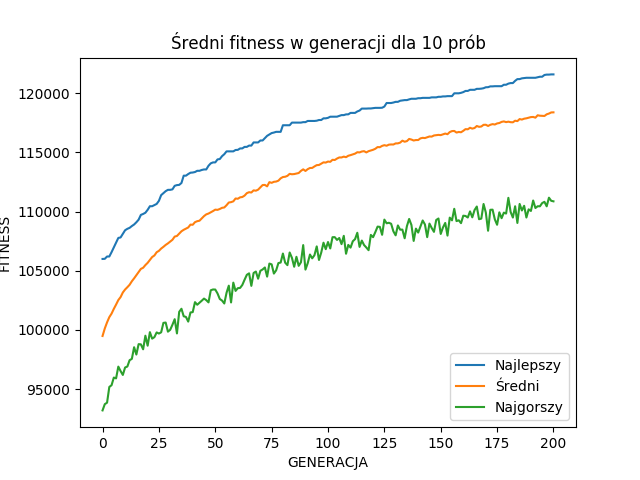 Średni fitness w generacji dla 10 prób
120000
115000
110000
105000
100000
95000
FITNESS
0 25 50 75 100 125 150 175 200
GENERACJA
Najlepszy
Średni
Najgorszy